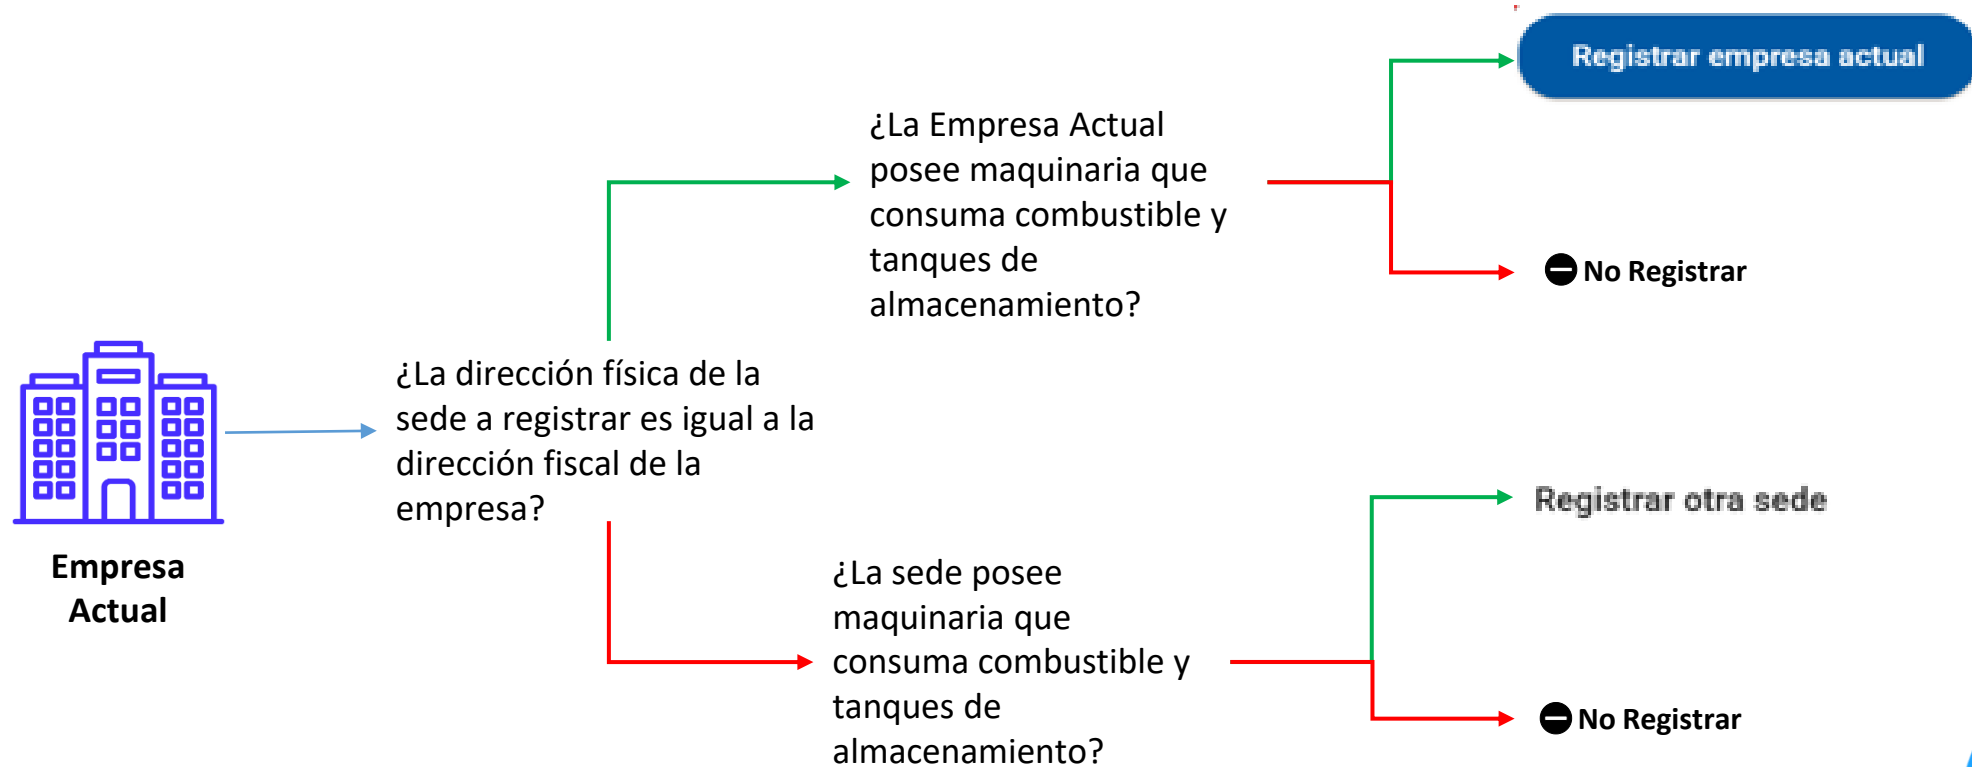 Registrar empresa actual
¿La Empresa Actual
posee maquinaria que
consuma combustible y
tanques de
almacenamiento?
No Registrar
¿La dirección física de la
sede a registrar es igual a la
dirección fiscal de la
empresa?
Empresa
Actual
Registrar otra sede
¿La sede posee
maquinaria que
consuma combustible y
tanques de
almacenamiento?
No Registrar